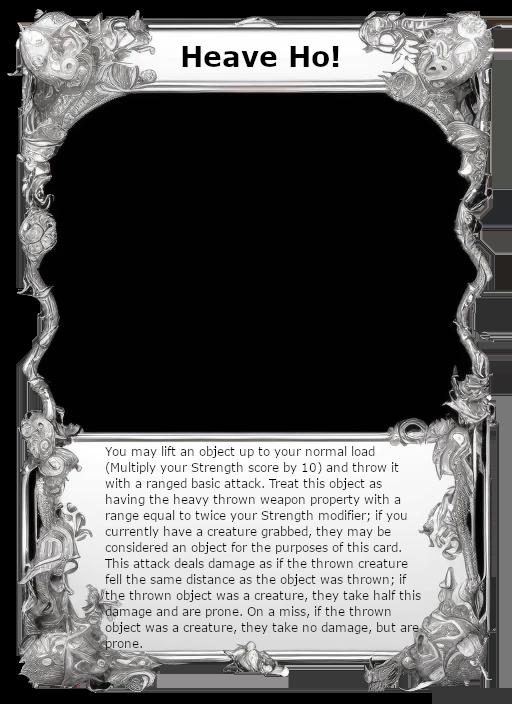 Heave Ho!
You may lift an object up to your normal load
(Multiply your Strength score by 10) and throw it
with a ranged basic attack. Treat this object as
having the heavy thrown weapon property with a
range equal to twice your Strength modifier; if you
currently have a creature grabbed, they may be
considered an object for the purposes of this card.
This attack deals damage as if the thrown creature
fell the same distance as the object was thrown; if
the thrown object was a creature, they take half this
damage and are prone. On a miss, if the thrown
object was a creature, they take no damage, but are
prone.